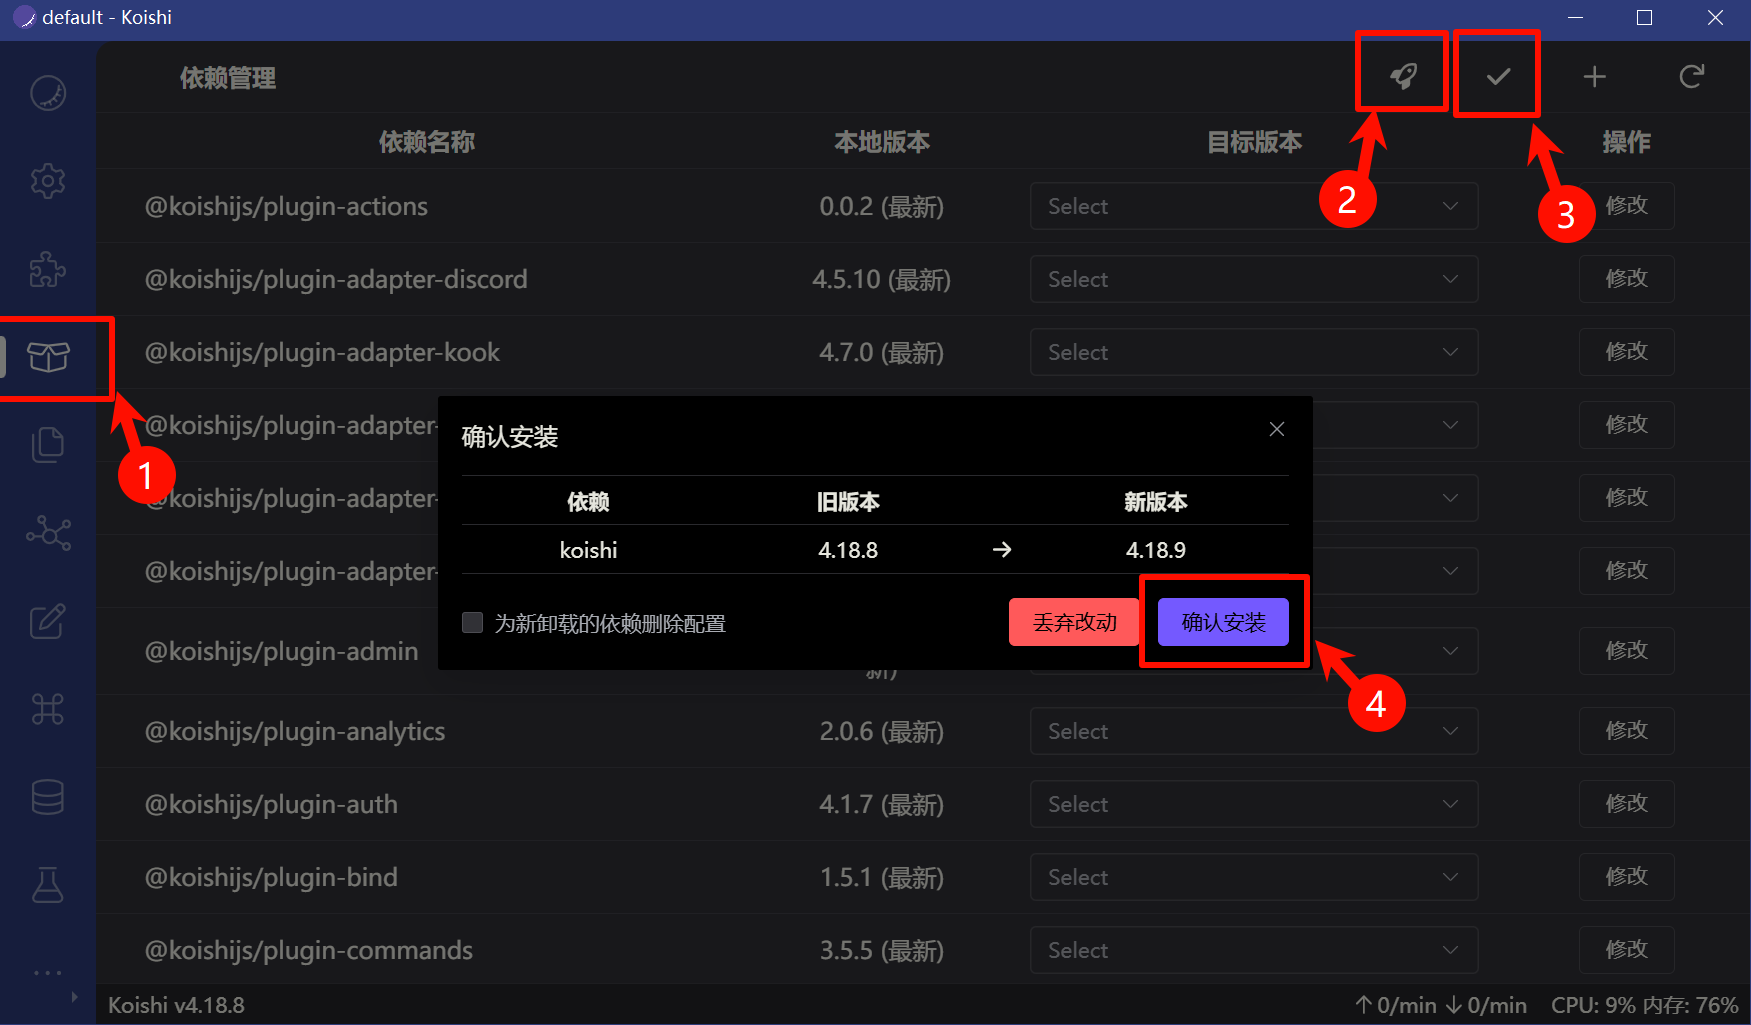 default - Koishi
依赖管理
依赖名称 本地版本 目标版本 操作
@koishijs/plugin-actions 0.0.2 (最新) Select 修改
2
3
@koishijs/plugin-adapter-discord 4.5.10 (最新) Select 修改
@koishijs/plugin-adapter-kook 4.7.0 (最新) Select 修改
@koishijs/plugin-adapter- 修改
1
@koishijs/plugin-adapter- 修改
@koishijs/plugin-adapter- 修改
@koishijs/plugin-admin 修改
新)
确认安装
依赖 旧版本 新版本
koishi 4.18.8 → 4.18.9
为新卸载的依赖删除配置 丢弃改动 确认安装
4
@koishijs/plugin-analytics 2.0.6 (最新) Select 修改
@koishijs/plugin-auth 4.1.7 (最新) Select 修改
@koishijs/plugin-bind 1.5.1 (最新) Select 修改
@koishijs/plugin-commands 3.5.5 (最新) Select 修改
Koishi v4.18.8 ↑ 0/min ↓ 0/min CPU: 9% 内存: 76%